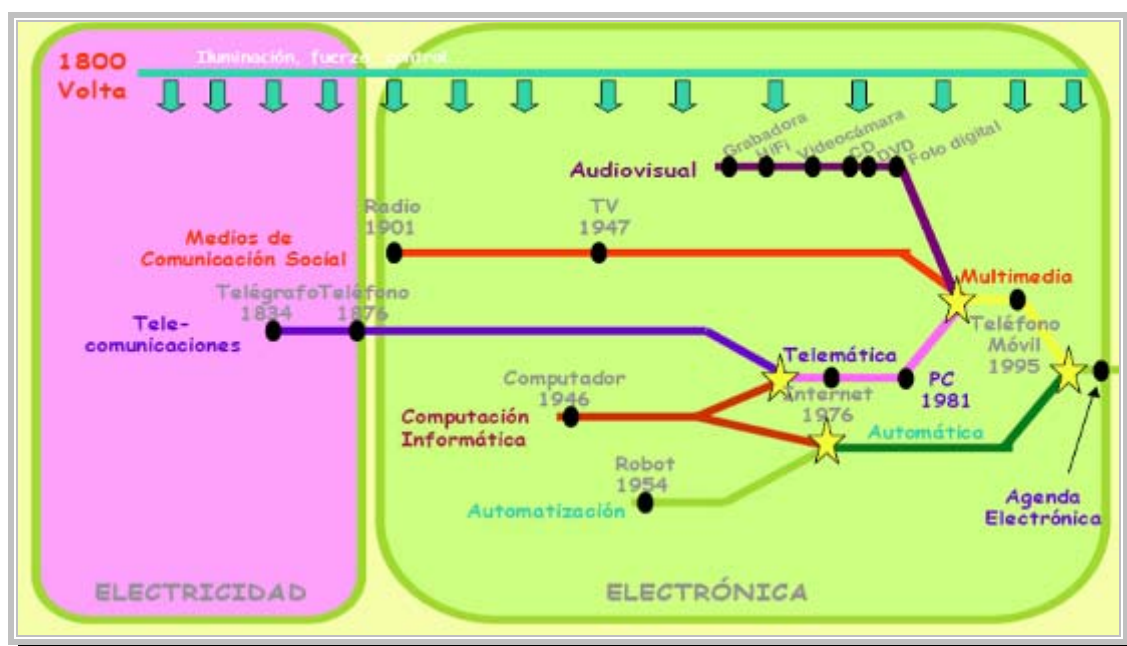 1800
Volta
Iluminación, fuerza, control.
Grabadora
HiFi
Videocámara
CD
DVD
Foto digital
Audiovisual
Radio
1901
TV
1947
Medios de
Comunicación Social
Multimedia
Telégrafo
1834
Teléfono
1876
Tele-
comunicaciones
Teléfono
Móvil
1995
Telemática
Internet
1976
PC
1981
Computador
1946
Computación
Informática
Automática
Robot
1954
Automatización
Agenda
Electrónica
ELECTRICIDAD
ELECTRÓNICA